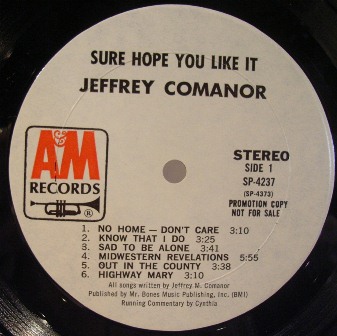 SURE HOPE YOU LIKE IT
JEFFREY COMANOR
A&M
RECORDS
®
STEREO
SIDE 1
SP-4237
(SP-4373)
PROMOTION COPY
NOT FOR SALE
1. NO HOME — DON'T CARE 3:10
2. KNOW THAT I DO 3:25
3. SAD TO BE ALONE 3:41
4. MIDWESTERN REVELATIONS 5:55
5. OUT IN THE COUNTY 3:38
6. HIGHWAY MARY 3:10
All songs written by Jeffrey M. Comanor
Published by Mr. Bones Music Publishing, Inc. (BMI)
Running Commentary by Cynthia